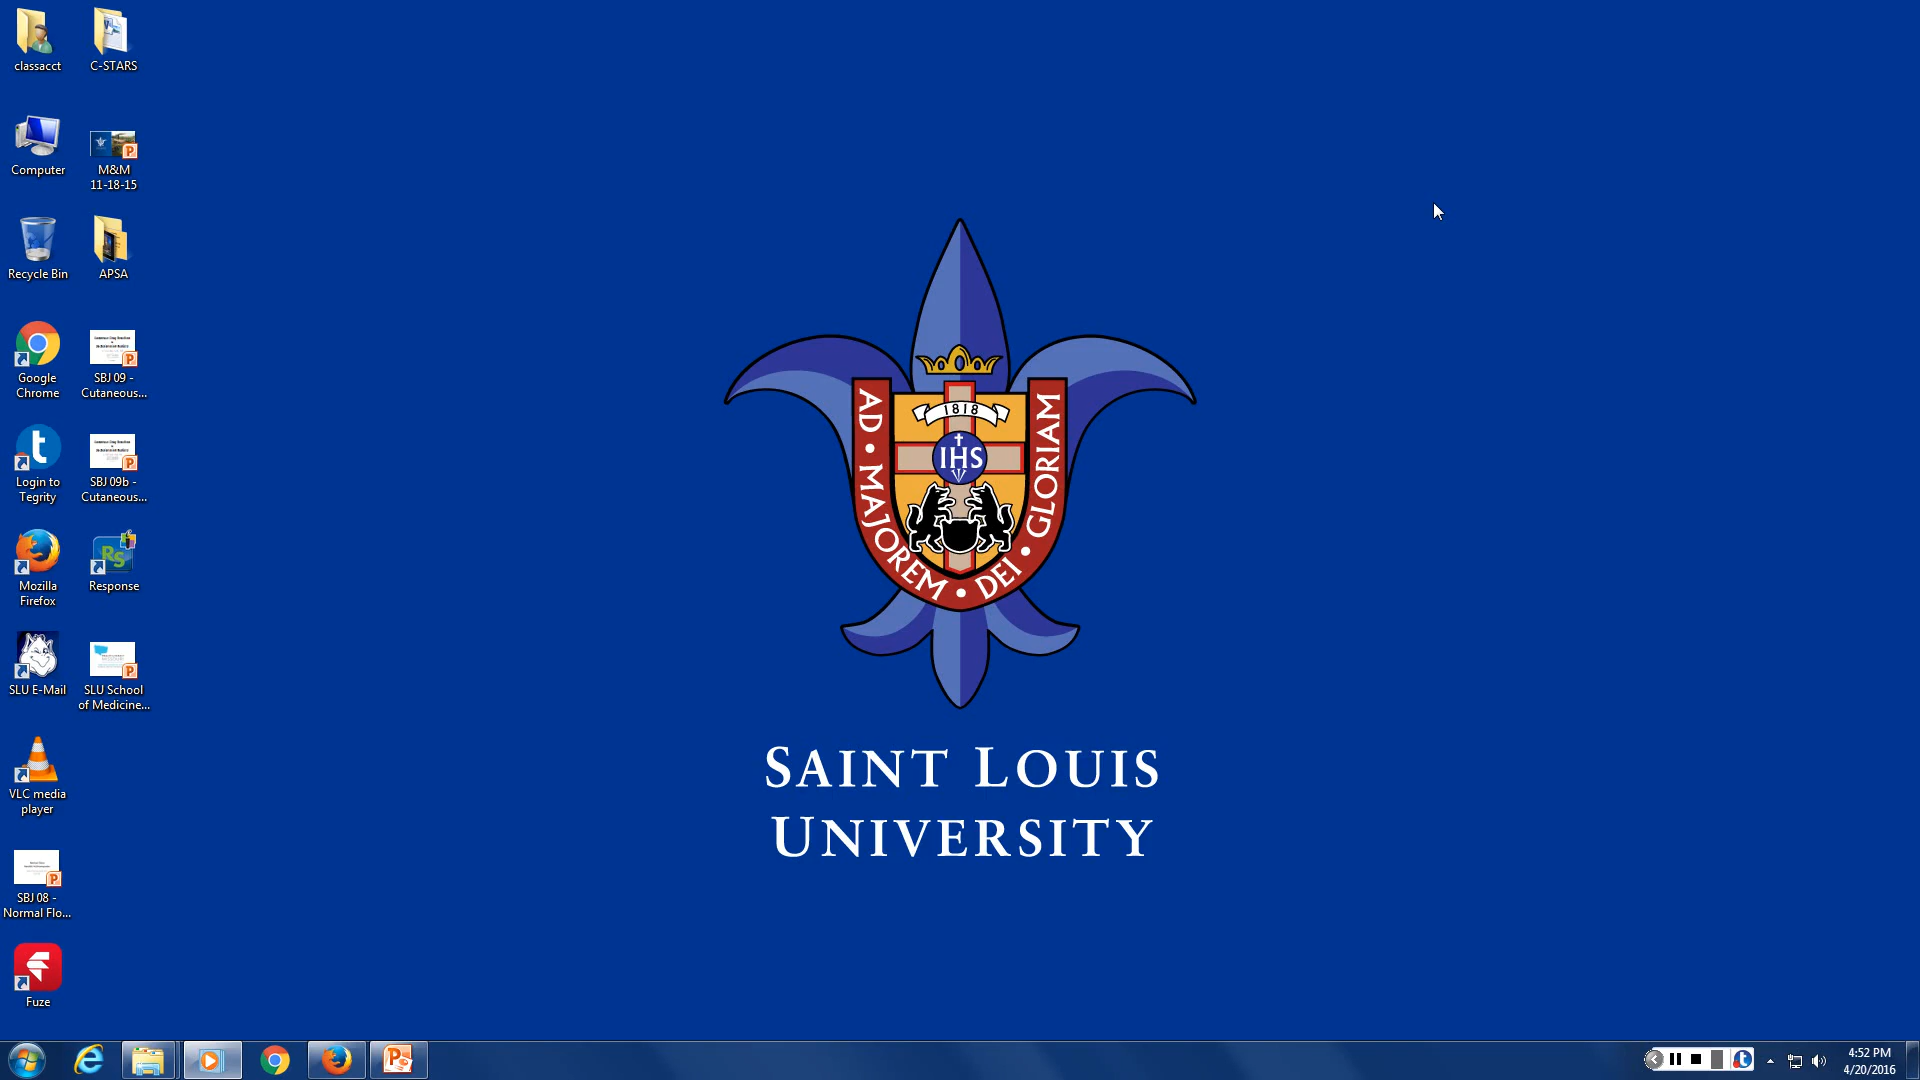 classacct
C-STARS
Computer
M&M
11-18-15
Recycle Bin
APSA
Google
Chrome
SBJ 09 -
Cutaneous...
Login to
Tegrity
SBJ 09b -
Cutaneous...
Mozilla
Firefox
RS
Response
SLU E-Mail
SLU School
of Medicine...
VLC media
player
SBJ 08 -
Normal Flo...
Fuze
1818
IHS
AD • MAJOREM • DEI • GLORIAM
SAINT LOUIS
UNIVERSITY
4:52 PM
4/20/2016